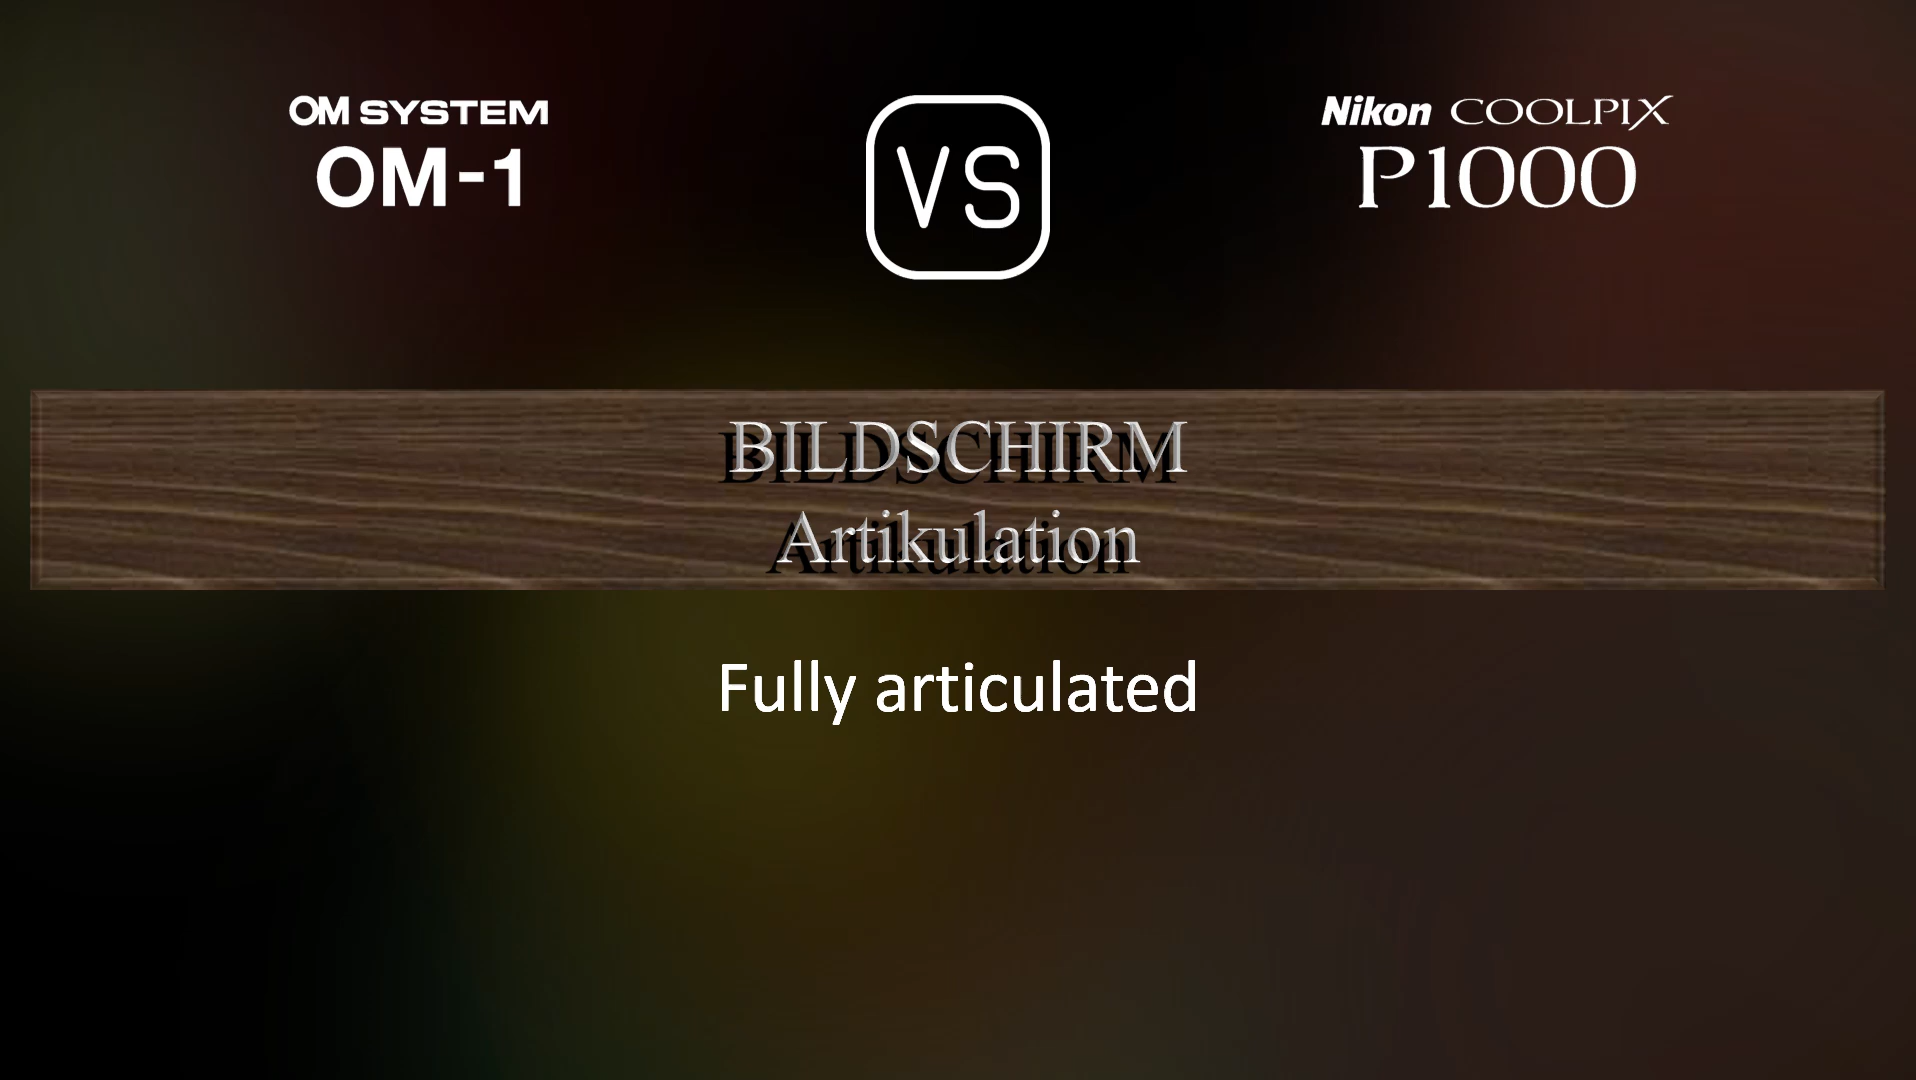 OM SYSTEM
OM-1
VS
Nikon COOLPIX
P1000
BILDSCHIRM
Artikulation
Fully articulated